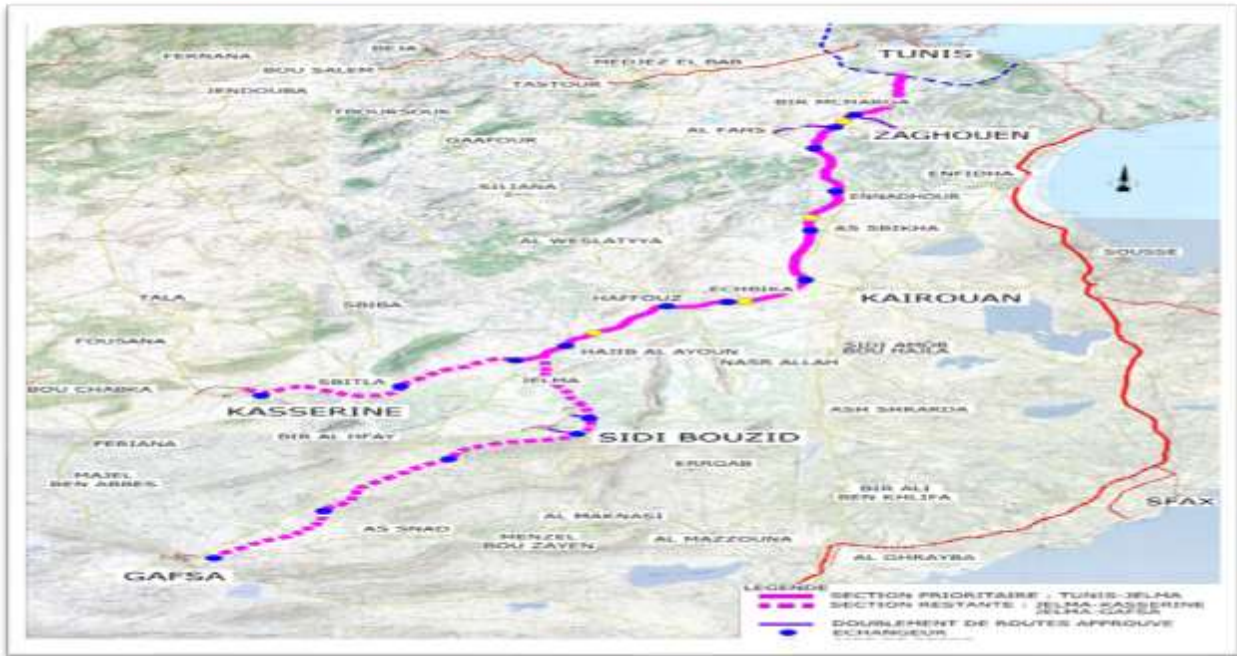 TUNIS
BEJA
FERNANA
MEDJEZ EL BAB
BOU SALEM
TASTOUR
JENDOUBA
BIR MCHARGA
AL FAHS
ZAGHOUEN
GAAFOUR
ENFIDHA
SILIANA
ENNADHOUR
AS SBIKHA
AL WESLATYYA
SOUSSE
ECHBIKA
TALA
SBIBA
HAFFOUZ
KAIROUAN
FOUSANA
SIDI AMOR
BOU HAJLA
HAJIB AL AYOUN
NASR ALLAH
BOU CHABKA
SBITLA
JELMA
KASSERINE
ASH SHRARDA
BIR AL HFAY
SIDI BOUZID
FERIANA
ERRQAB
MAJEL
BEN ABBES
BIR ALI
BEN KHLIFA
SFAX
AS SNAD
AL MAKNASI
MENZEL
BOU ZAYEN
AL MAZZOUNA
AL GHRAYBA
GAFSA
LEGENDE
SECTION PRIORITAIRE : TUNIS-JELMA
SECTION RESTANTE : JELMA-KASSERINE
JELMA-GAFSA
DOUBLEMENT DE ROUTES APPROUVE
ECHANGEUR